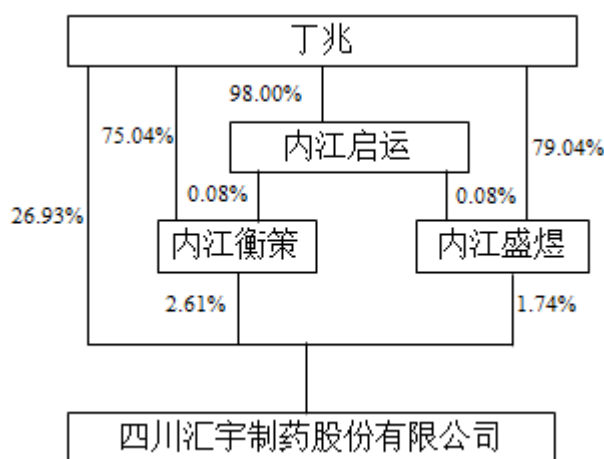 丁兆
98.00%
75.04%
内江启运
79.04%
0.08%
0.08%
26.93%
内江衡策
内江盛煜
2.61%
1.74%
四川汇宇制药股份有限公司